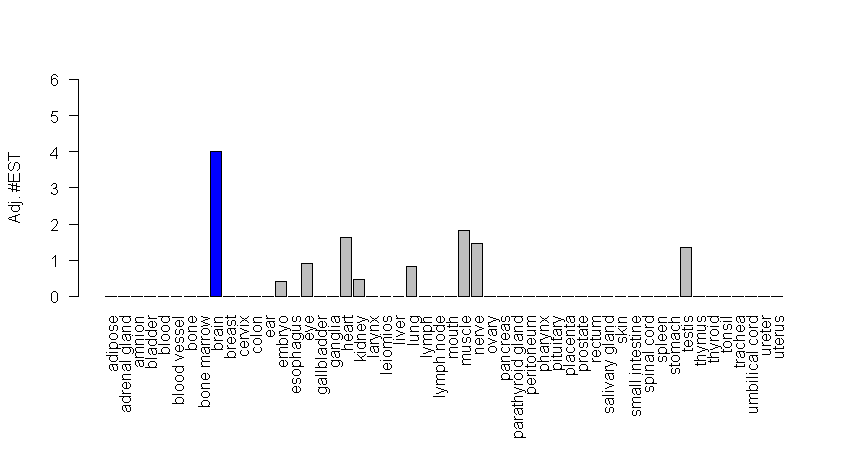 6
5
4
3
2
1
0
Adj. #EST
adipose
adrenal gland
amnion
bladder
blood
blood vessel
bone
bone marrow
brain
breast
cervix
colon
ear
embryo
esophagus
eye
gallbladder
ganglia
heart
kidney
larynx
leiomios
liver
lung
lymph
lymph node
mouth
muscle
nerve
ovary
pancreas
parathyroid gland
peritoneum
pharynx
pituitary
placenta
prostate
rectum
salivary gland
skin
small intestine
spinal cord
spleen
stomach
testis
thymus
thyroid
tonsil
trachea
umbilical cord
ureter
uterus